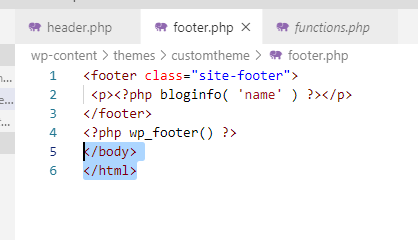 header.php footer.php × functions.php
wp-content > themes > customtheme > footer.php
1 <footer class="site-footer">
2 <p><?php bloginfo( 'name' ) ?></p>
3 </footer>
4 <?php wp_footer() ?>
5 </body>
6 </html>